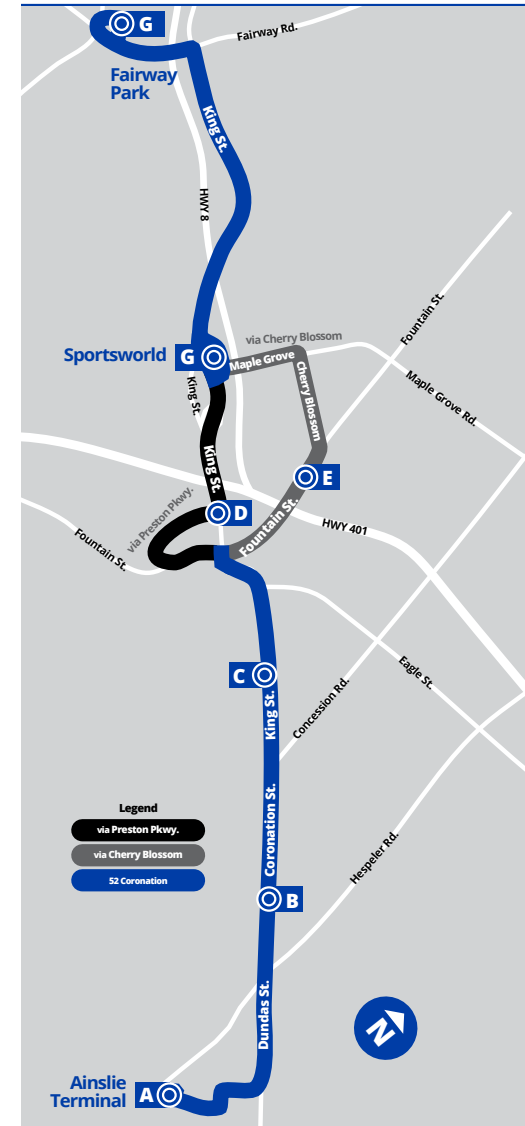 G
Fairway Rd.
Fairway
Park
King St.
HWY 8
Fountain St.
via Cherry Blossom
Sportsworld
G
Maple Grove
Cherry Blossom
Maple Grove Rd.
King St.
King St.
E
via Preston Pkwy.
D
Fountain St.
HWY 401
Fountain St.
Eagle St.
C
King St.
Concession Rd.
Legend
via Preston Pkwy.
via Cherry Blossom
52 Coronation
Coronation St.
Hespeler Rd.
B
Dundas St.
N
Ainslie
Terminal
A